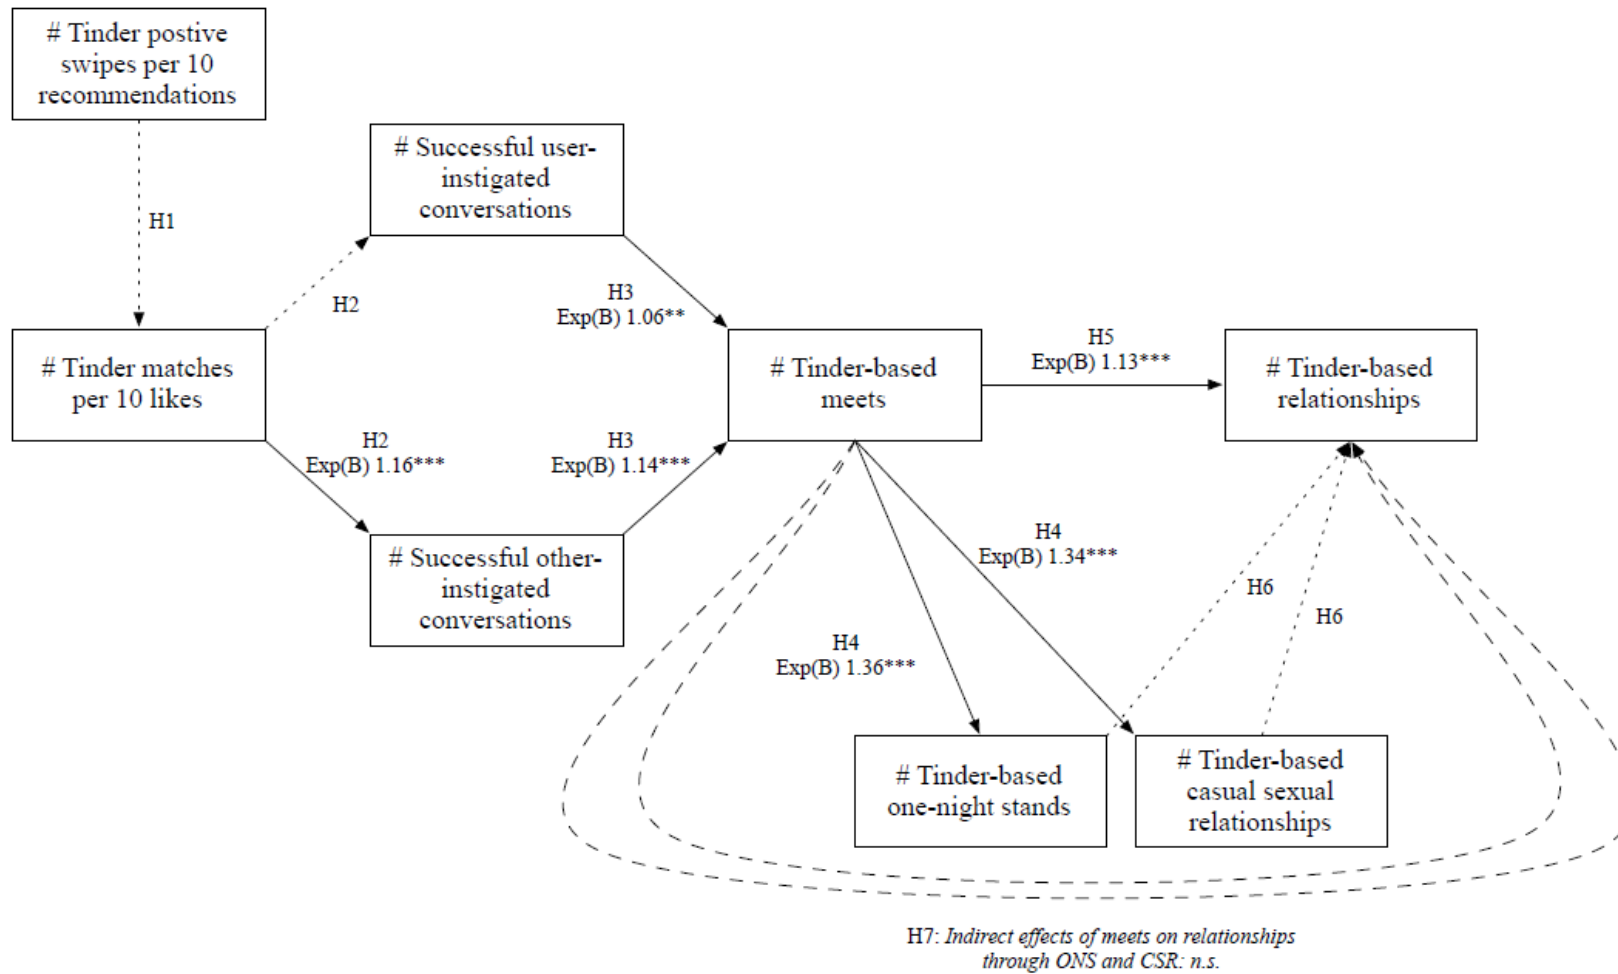 # Tinder postive
swipes per 10
recommendations
H1
# Successful user-
instigated
conversations
H2
H3
Exp(B) 1.06**
# Tinder matches
per 10 likes
H2
Exp(B) 1.16***
H3
Exp(B) 1.14***
# Successful other-
instigated
conversations
# Tinder-based
meets
H5
Exp(B) 1.13***
# Tinder-based
relationships
H4
Exp(B) 1.34***
H4
Exp(B) 1.36***
H6
H6
# Tinder-based
one-night stands
# Tinder-based
casual sexual
relationships
H7: Indirect effects of meets on relationships
through ONS and CSR: n.s.